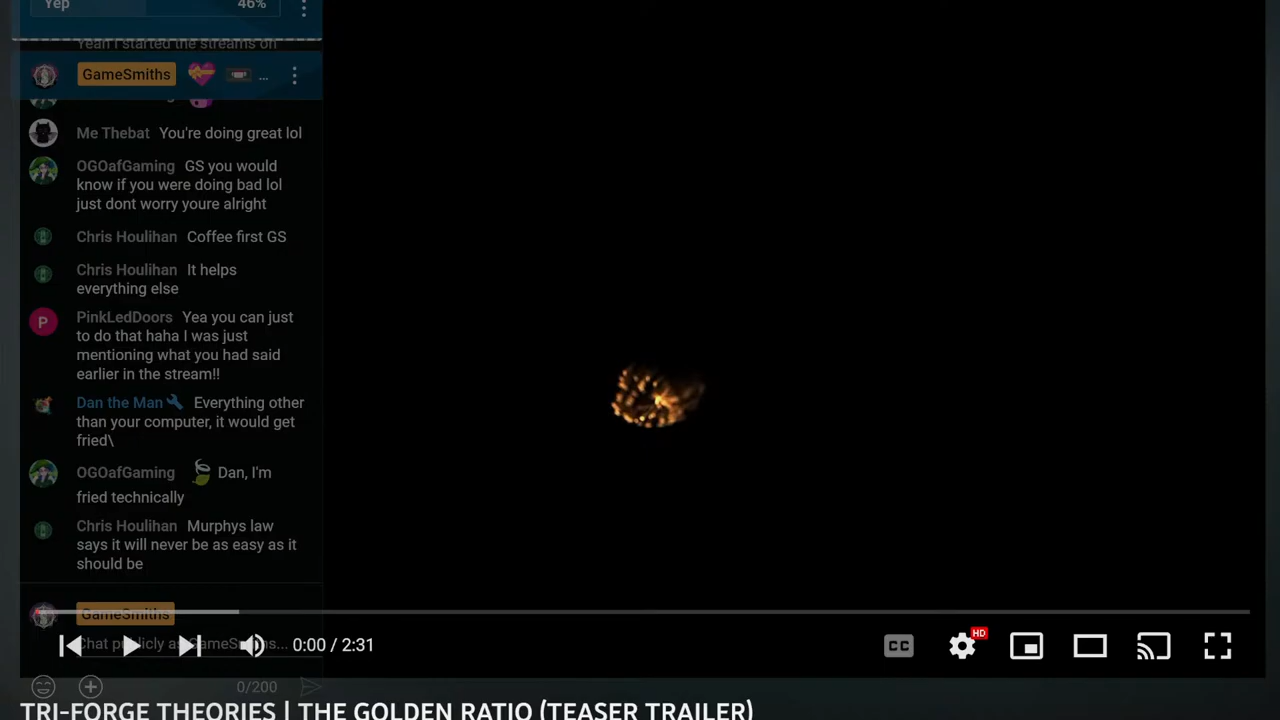 Yep 46%
Yeah I started the streams on
GameSmiths ...
Me Thebat You're doing great lol
OGOafGaming GS you would
know if you were doing bad lol
just dont worry youre alright
Chris Houlihan Coffee first GS
Chris Houlihan It helps
everything else
P PinkLedDoors Yea you can just
to do that haha I was just
mentioning what you had said
earlier in the stream!!
Dan the Man Everything other
than your computer, it would get
fried\
OGOafGaming Dan, I'm
fried technically
Chris Houlihan Murphys law
says it will never be as easy as it
should be
GameSmiths
Chat publicly as GameSmiths...
0:00 / 2:31 CC HD
0/200
TRI-FORGE THEORIES | THE GOLDEN RATIO (TEASER TRAILER)